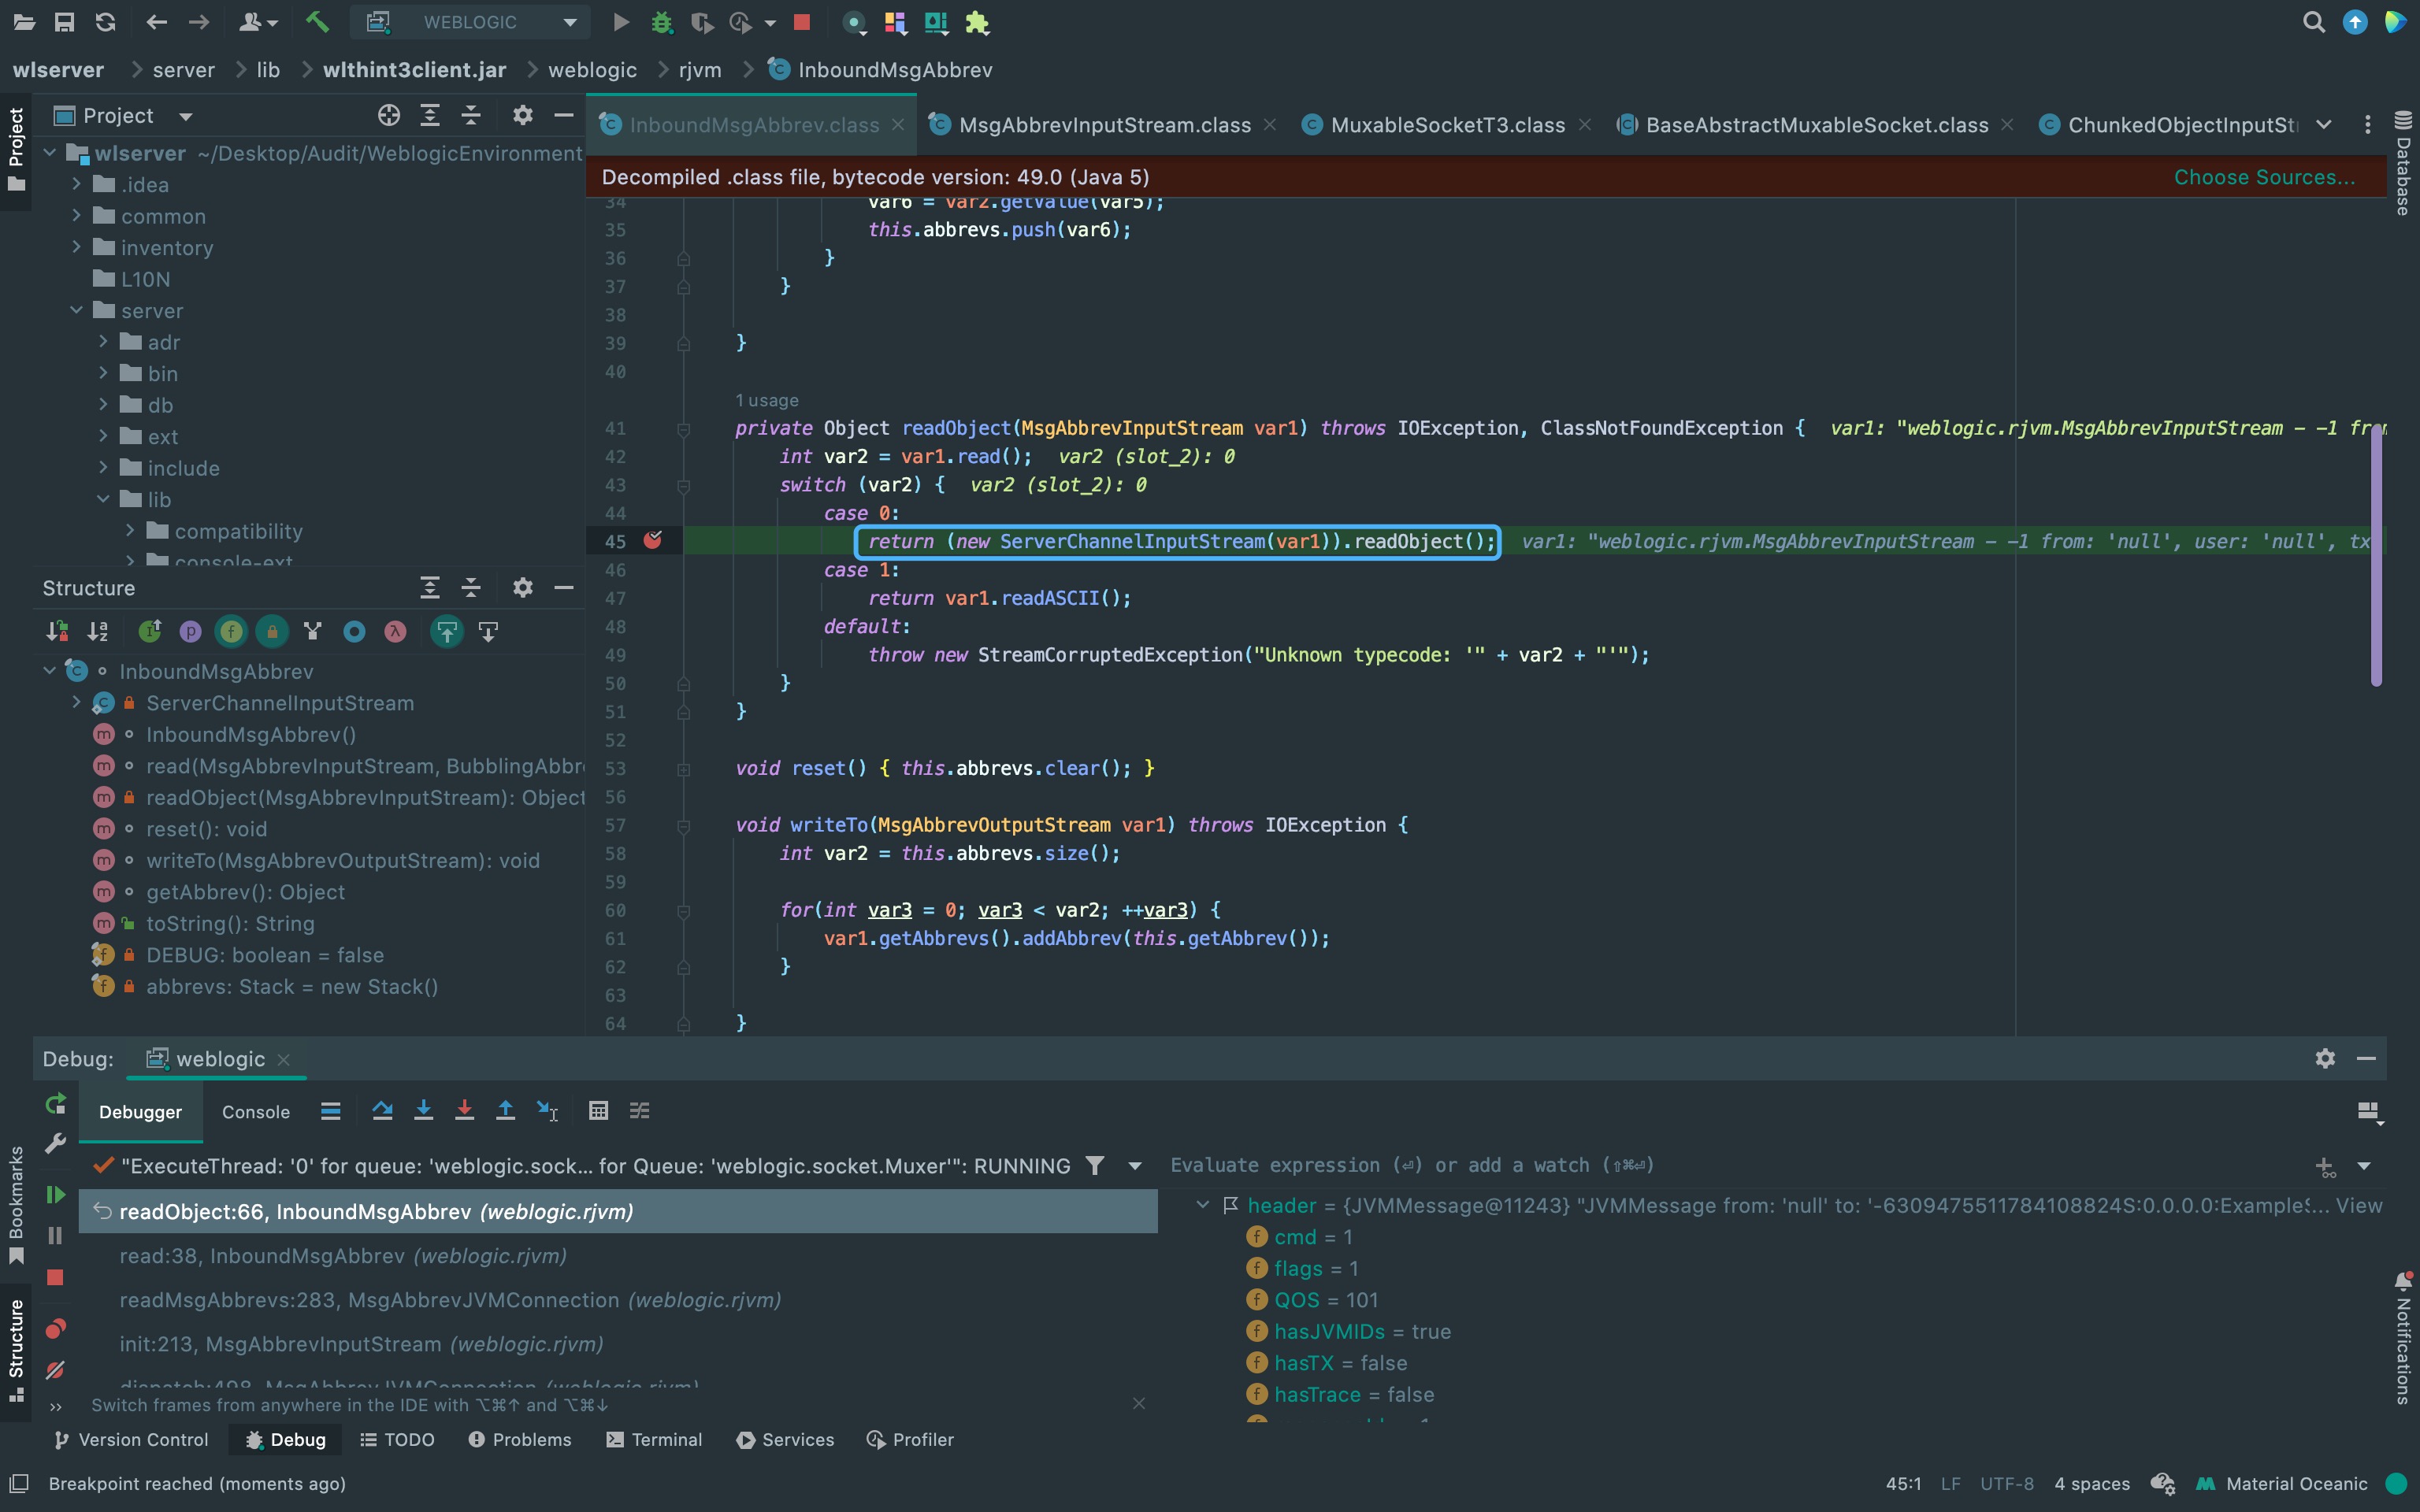 WEBLOGIC
wlserver > server > lib > wlthint3client.jar > weblogic > rjvm > InboundMsgAbbrev
Project
Project
wlserver ~/Desktop/Audit/WeblogicEnvironment
.idea
common
inventory
L10N
server
adr
bin
db
ext
include
lib
compatibility
console-ext
Structure
InboundMsgAbbrev
ServerChannelInputStream
InboundMsgAbbrev()
read(MsgAbbrevInputStream, BubblingAbbr
readObject(MsgAbbrevInputStream): Object
reset(): void
writeTo(MsgAbbrevOutputStream): void
getAbbrev(): Object
toString(): String
DEBUG: boolean = false
abbrevs: Stack = new Stack()
InboundMsgAbbrev.class
MsgAbbrevInputStream.class
MuxableSocketT3.class
BaseAbstractMuxableSocket.class
ChunkedObjectInputSt
Database
Decompiled .class file, bytecode version: 49.0 (Java 5)
Choose Sources...
34 var6 = var2.getValue(var5);
35 this.abbrevs.push(var6);
36 }
37 }
38
39 }
40
1 usage
41 private Object readObject(MsgAbbrevInputStream var1) throws IOException, ClassNotFoundException { var1: "weblogic.rjvm.MsgAbbrevInputStream - -1 from
42 int var2 = var1.read(); var2 (slot_2): 0
43 switch (var2) { var2 (slot_2): 0
44 case 0:
45 return (new ServerChannelInputStream(var1)).readObject(); var1: "weblogic.rjvm.MsgAbbrevInputStream - -1 from: 'null', user: 'null', tx
46 case 1:
47 return var1.readASCII();
48 default:
49 throw new StreamCorruptedException("Unknown typecode: '" + var2 + "'");
50 }
51 }
52
53 void reset() { this.abbrevs.clear(); }
56
57 void writeTo(MsgAbbrevOutputStream var1) throws IOException {
58 int var2 = this.abbrevs.size();
59
60 for(int var3 = 0; var3 < var2; ++var3) {
61 var1.getAbbrevs().addAbbrev(this.getAbbrev());
62 }
63
64 }
Debug: weblogic
Debugger
Console
"ExecuteThread: '0' for queue: 'weblogic.sock... for Queue: 'weblogic.socket.Muxer'": RUNNING
readObject:66, InboundMsgAbbrev (weblogic.rjvm)
read:38, InboundMsgAbbrev (weblogic.rjvm)
readMsgAbbrevs:283, MsgAbbrevJVMConnection (weblogic.rjvm)
init:213, MsgAbbrevInputStream (weblogic.rjvm)
dispatch:498, MsgAbbrevJVMConnection (weblogic.rjvm)
Switch frames from anywhere in the IDE with ⌥⌘↑ and ⌥⌘↓
Evaluate expression (⏎) or add a watch (⇧⌘⏎)
header = {JVMMessage@11243} "JVMMessage from: 'null' to: '-6309475511784108824S:0.0.0.0:ExampleS... View
cmd = 1
flags = 1
QOS = 101
hasJVMIDs = true
hasTX = false
hasTrace = false
Bookmarks
Structure
Notifications
Version Control
Debug
TODO
Problems
Terminal
Services
Profiler
Breakpoint reached (moments ago)
45:1 LF UTF-8 4 spaces Material Oceanic